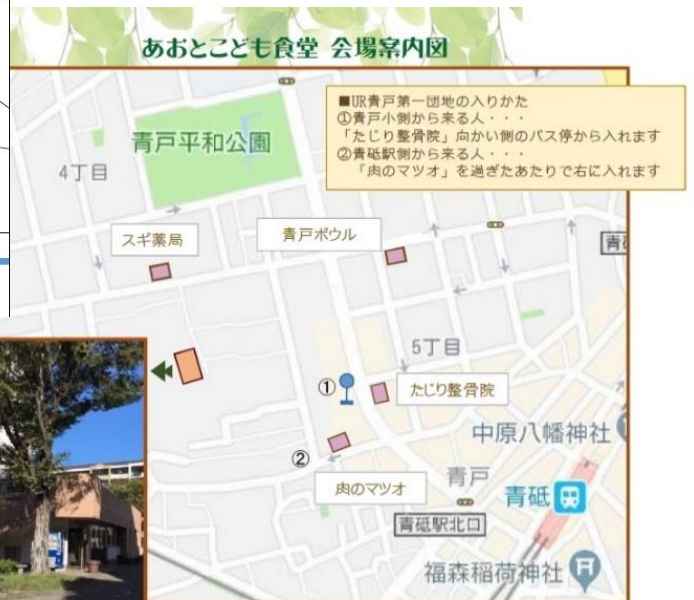 あおとこども食堂 会場案内図
■UR青戸第一団地の入りかた
①青戸小側から来る人・・・
「たじり整骨院」向かい側のバス停から入れます
②青砥駅側から来る人・・・
「肉のマツオ」を過ぎたあたりで右に入れます
青戸平和公園
4丁目
スギ薬局
青戸ボウル
5丁目
①
たじり整骨院
中原八幡神社
②
肉のマツオ
青戸
青砥
青砥駅北口
福森稲荷神社